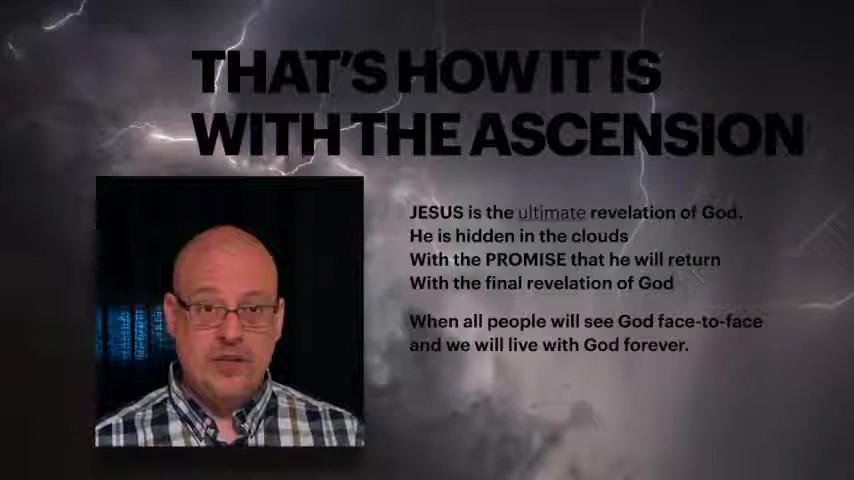 THAT'S HOW IT IS
WITH THE ASCENSION
JESUS is the ultimate revelation of God.
He is hidden in the clouds
With the PROMISE that he will return
With the final revelation of God
When all people will see God face-to-face
and we will live with God forever.